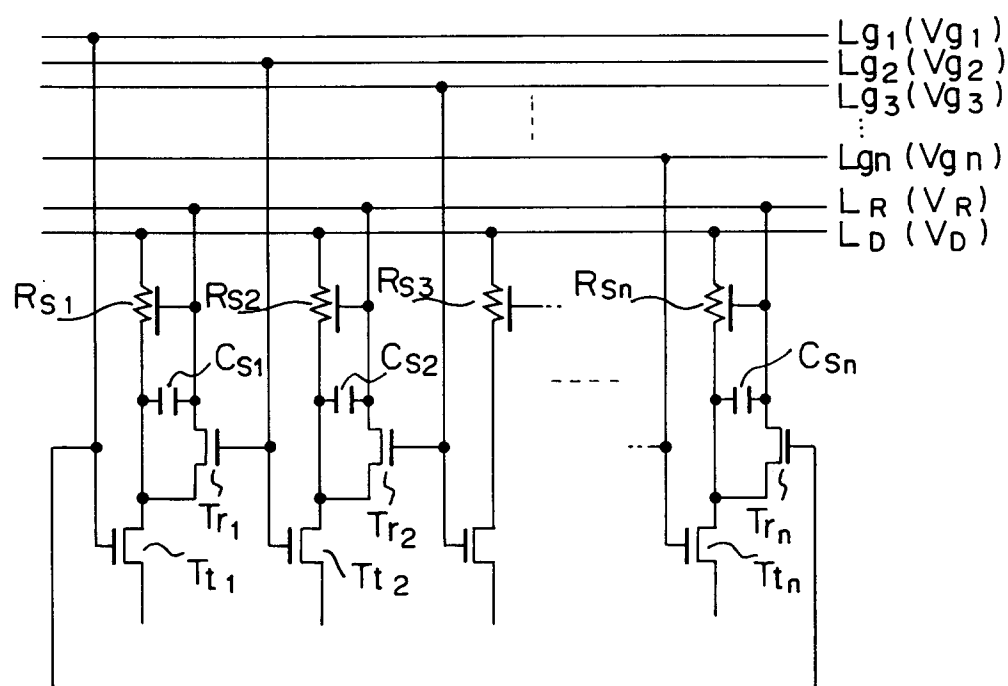 Lg1 (Vg1)
Lg2 (Vg2)
Lg3 (Vg3)
Lgn (Vgn)
LR (VR)
LD (VD)
RS1
RS2
RS3
RSn
CS1
CS2
CSn
Tr1
Tr2
Trn
Tt1
Tt2
Ttn